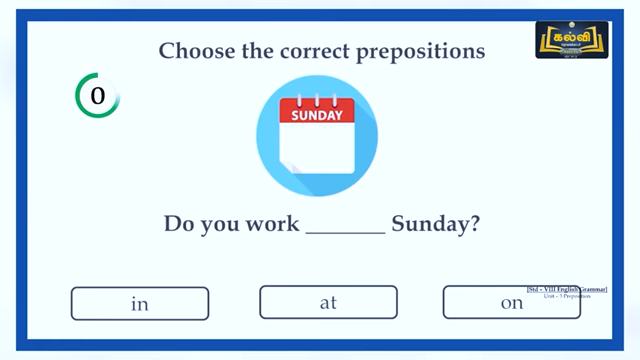 கல்வி
Choose the correct prepositions
0
SUNDAY
Do you work _______ Sunday?
in
at
on
[Std – VIII English Grammar]
Unit – 3 Preposition